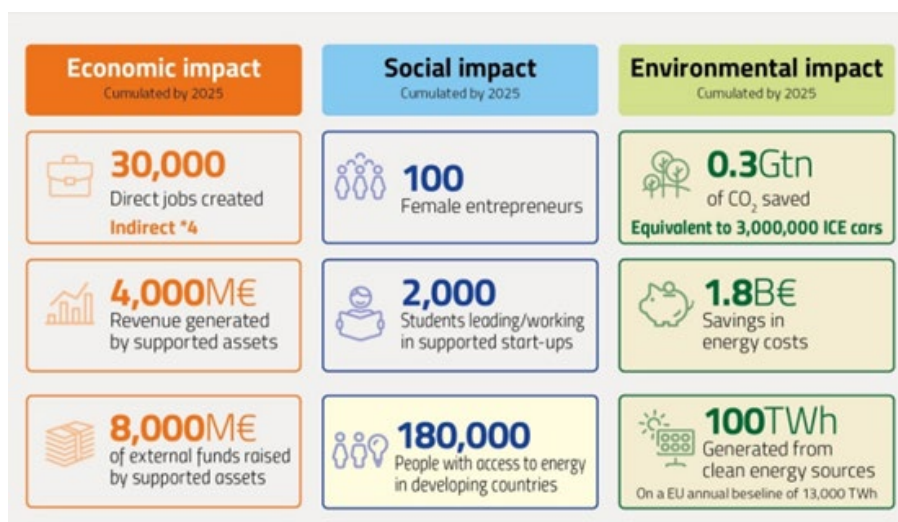 Economic impact
Cumulated by 2025
30,000
Direct jobs created
Indirect *4
4,000M€
Revenue generated
by supported assets
8,000M€
of external funds raised
by supported assets
Social impact
Cumulated by 2025
100
Female entrepreneurs
2,000
Students leading/working
in supported start-ups
180,000
People with access to energy
in developing countries
Environmental impact
Cumulated by 2025
0.3Gtn
of CO₂ saved
Equivalent to 3,000,000 ICE cars
1.8B€
Savings in
energy costs
100TWh
Generated from
clean energy sources
On a EU annual beseline of 13,000 TWh